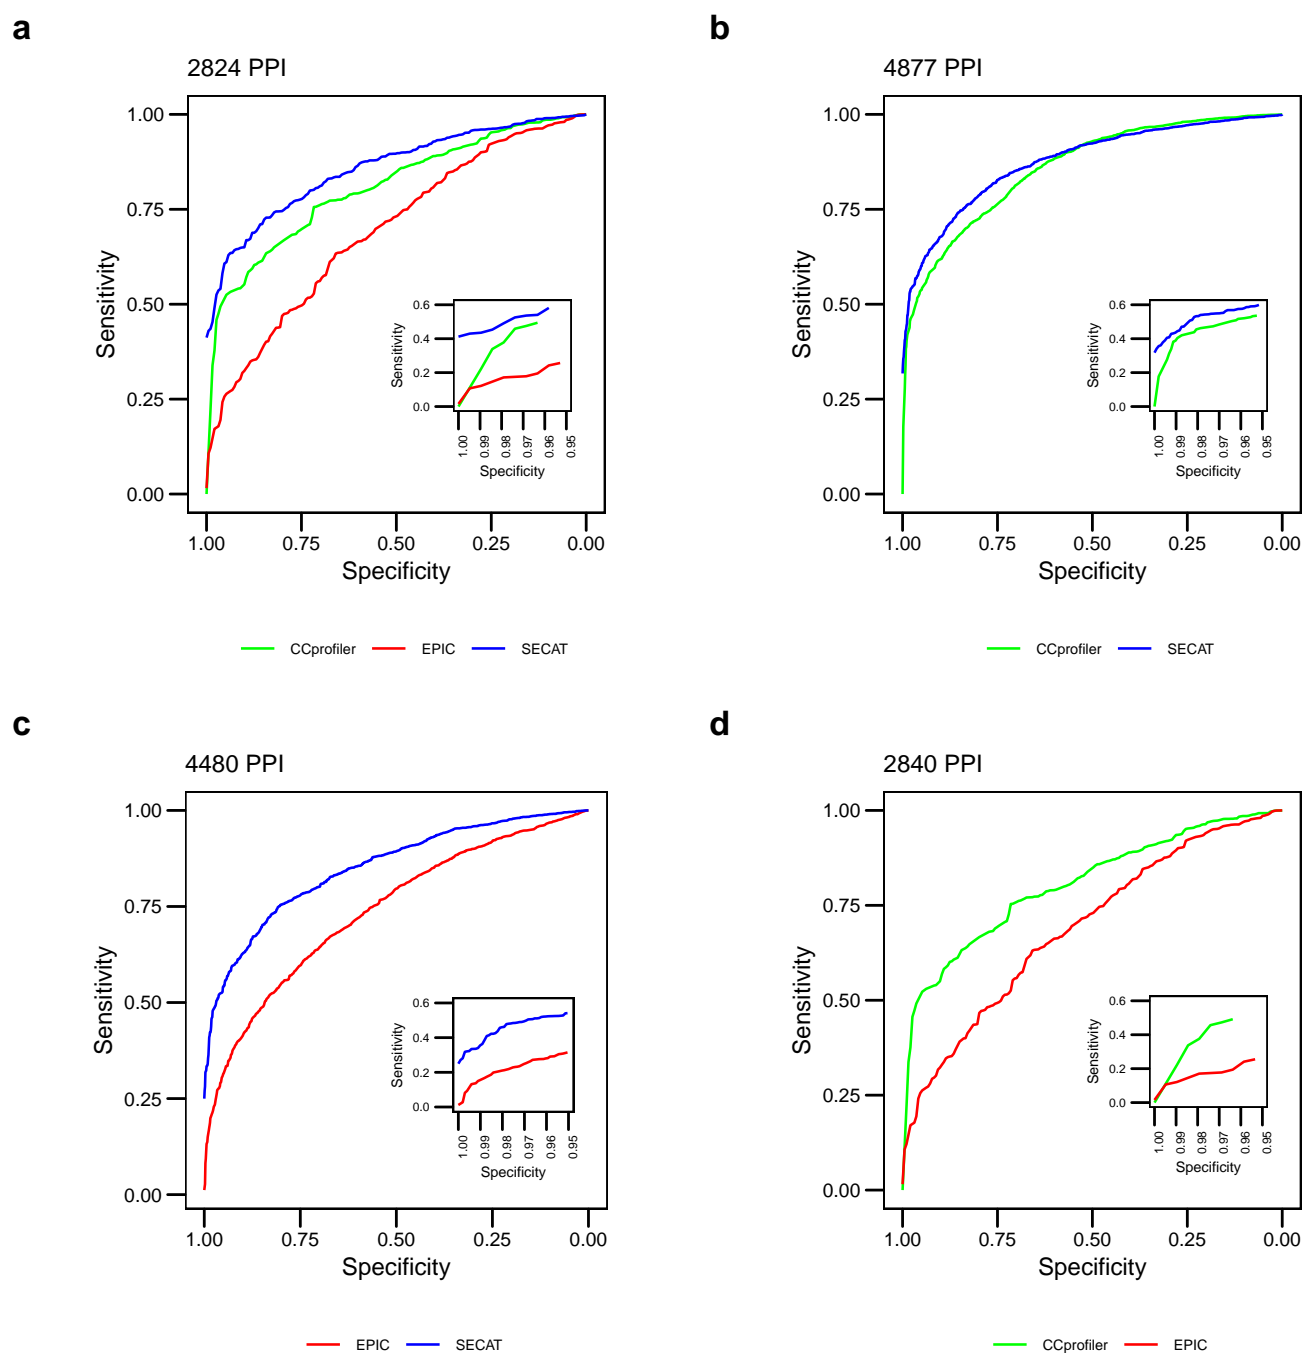 a
2824 PPI
1.00
0.75
0.50
0.25
0.00
Sensitivity
1.00 0.75 0.50 0.25 0.00
Specificity
0.6
0.4
0.2
0.0
Sensitivity
1.00 0.99 0.98 0.97 0.96 0.95
Specificity
CCprofiler EPIC SECAT
b
4877 PPI
1.00
0.75
0.50
0.25
0.00
Sensitivity
1.00 0.75 0.50 0.25 0.00
Specificity
0.6
0.4
0.2
0.0
Sensitivity
1.00 0.99 0.98 0.97 0.96 0.95
Specificity
CCprofiler SECAT
c
4480 PPI
1.00
0.75
0.50
0.25
0.00
Sensitivity
1.00 0.75 0.50 0.25 0.00
Specificity
0.6
0.4
0.2
0.0
Sensitivity
1.00 0.99 0.98 0.97 0.96 0.95
Specificity
EPIC SECAT
d
2840 PPI
1.00
0.75
0.50
0.25
0.00
Sensitivity
1.00 0.75 0.50 0.25 0.00
Specificity
0.6
0.4
0.2
0.0
Sensitivity
1.00 0.99 0.98 0.97 0.96 0.95
Specificity
CCprofiler EPIC